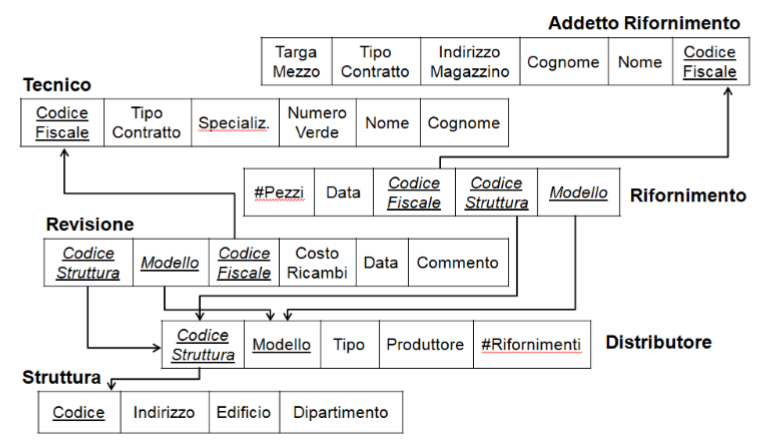 Addetto Rifornimento
Targa Mezzo
Tipo Contratto
Indirizzo Magazzino
Cognome
Nome
Codice Fiscale
Tecnico
Codice Fiscale
Tipo Contratto
Specializ.
Numero Verde
Nome
Cognome
#Pezzi
Data
Codice Fiscale
Codice Struttura
Modello
Rifornimento
Revisione
Codice Struttura
Modello
Codice Fiscale
Costo Ricambi
Data
Commento
Codice Struttura
Modello
Tipo
Produttore
#Rifornimenti
Distributore
Struttura
Codice
Indirizzo
Edificio
Dipartimento